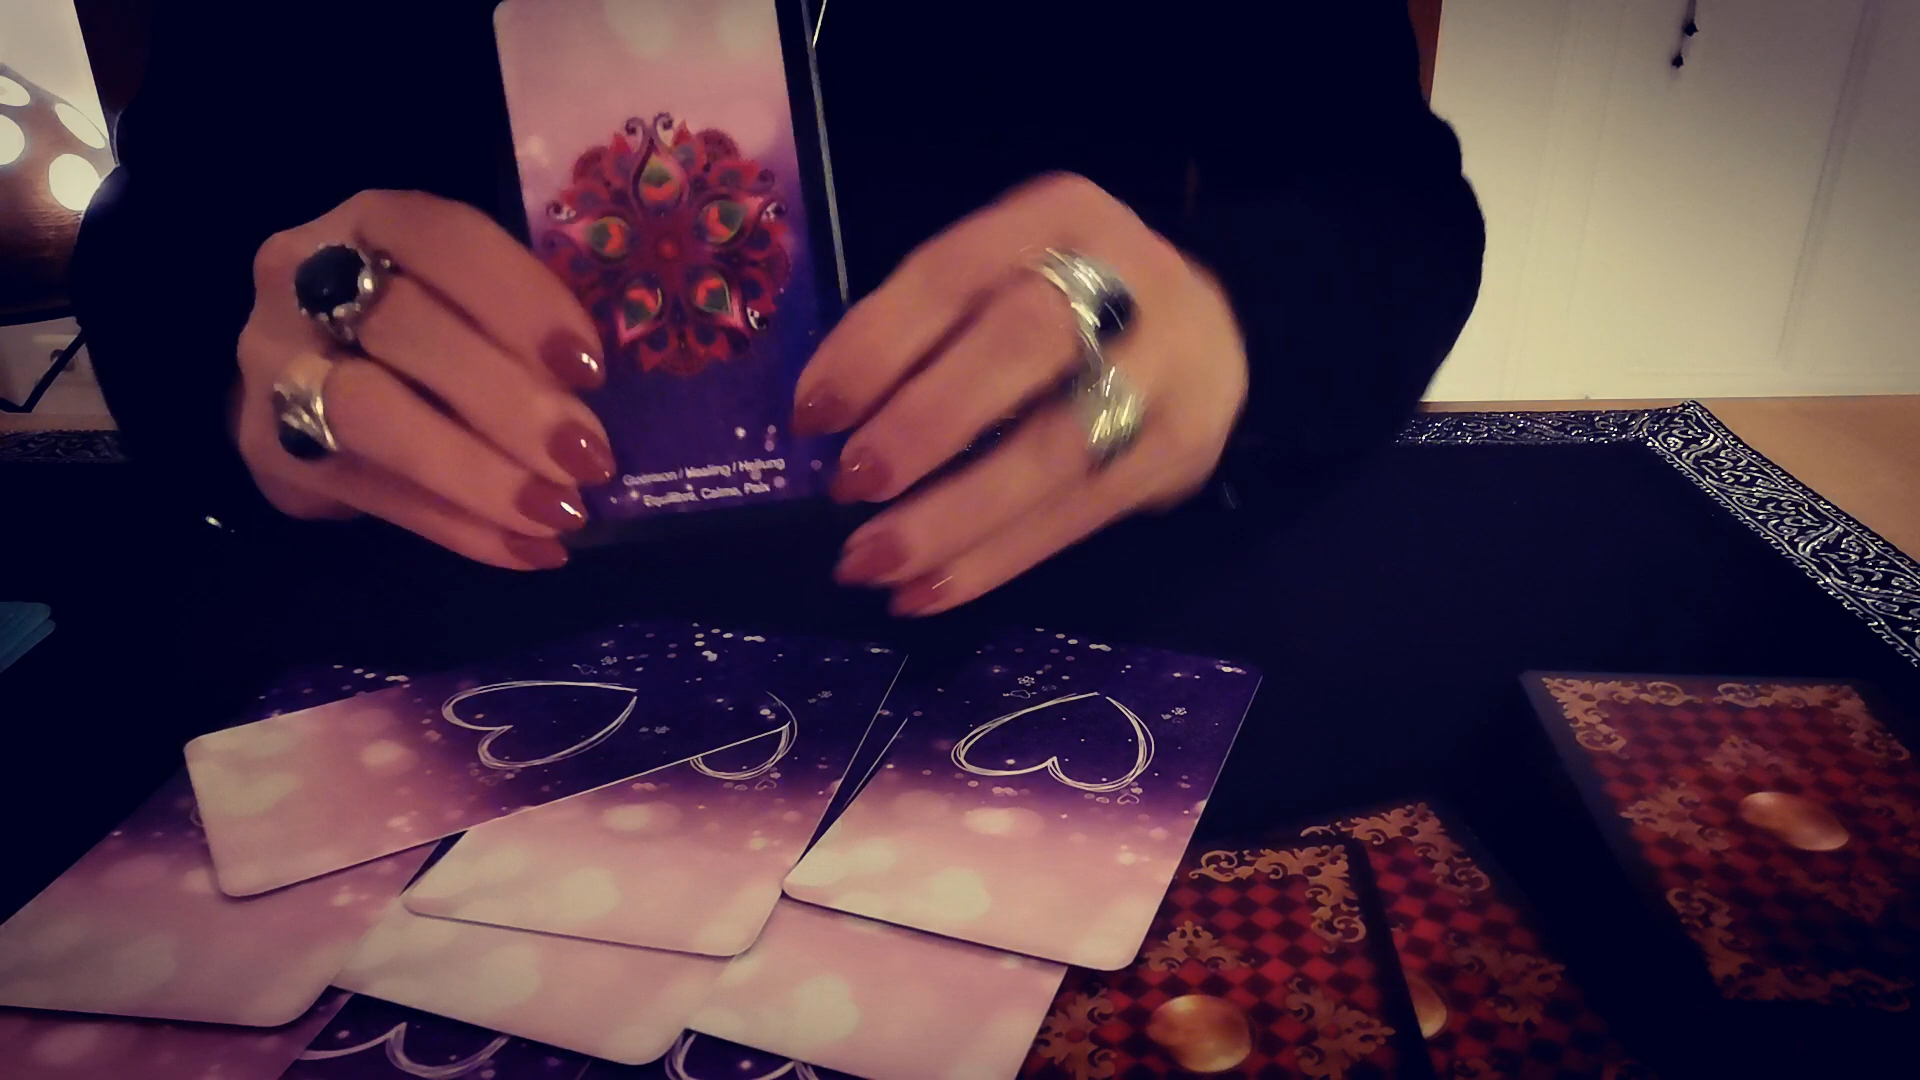 Guérison / Healing / Heilung
Equilibre, Calme, Paix